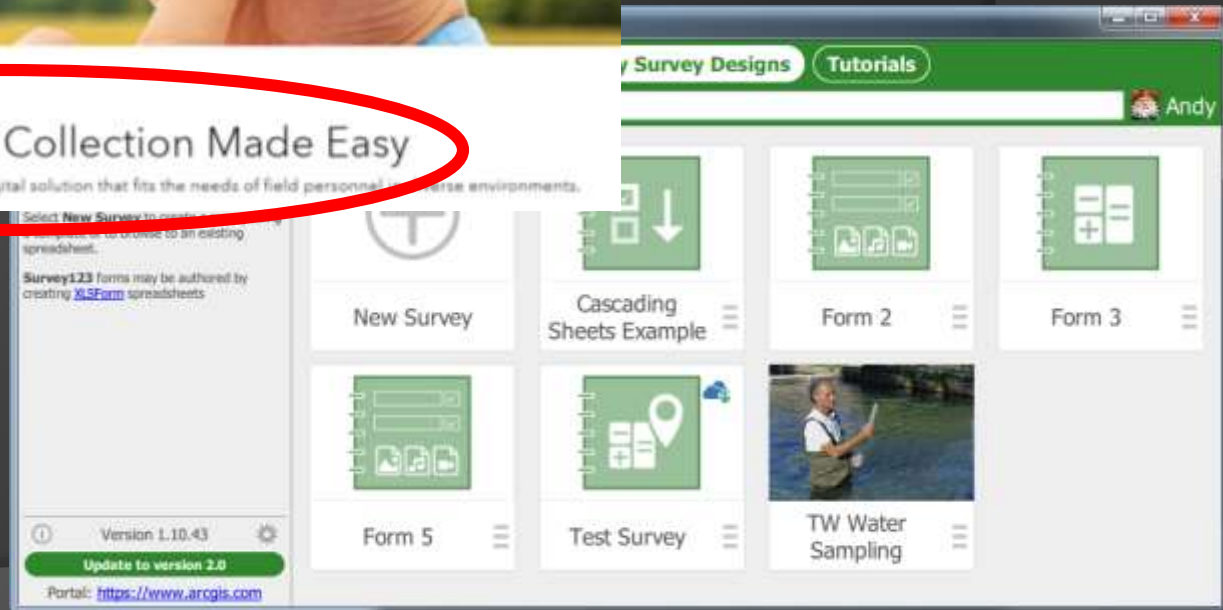 Survey Designs
Tutorials
Andy
Collection Made Easy
ital solution that fits the needs of field personnel in diverse environments.
Select New Survey to create a
spreadsheet.
Survey123 forms may be authored by
creating XLSForm spreadsheets
New Survey
Cascading
Sheets Example
Form 2
Form 3
Form 5
Test Survey
TW Water
Sampling
Version 1.10.43
Update to version 2.0
Portal: https://www.arcgis.com